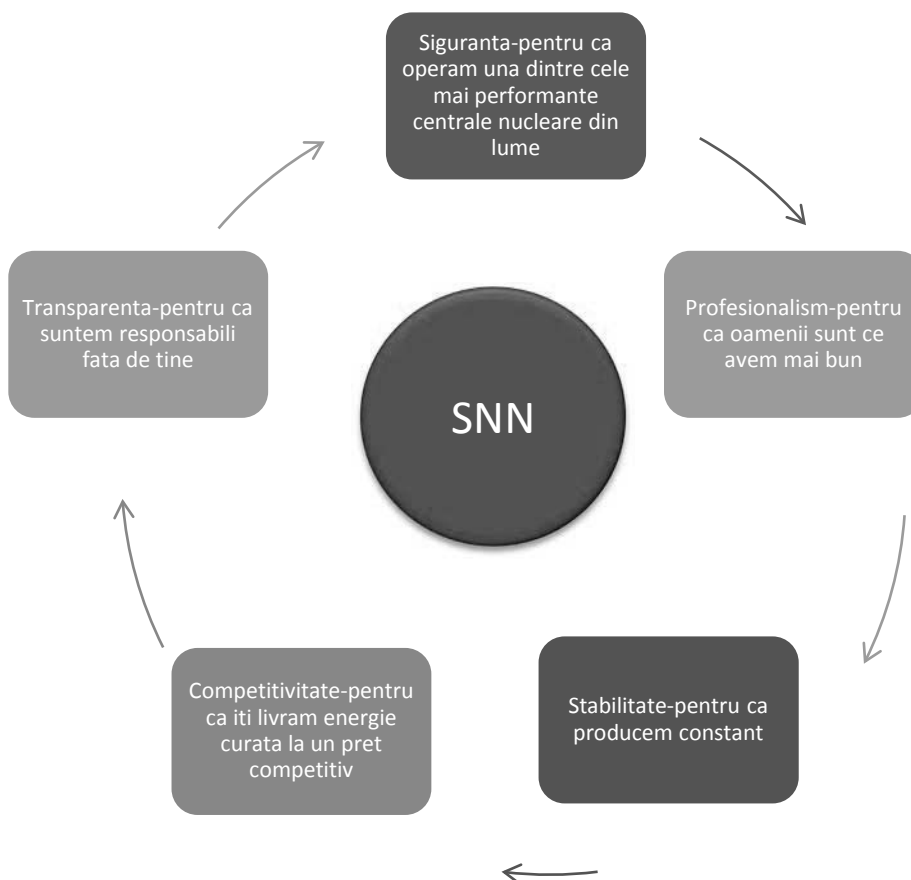 Siguranta-pentru ca
operam una dintre cele
mai performante
centrale nucleare din
lume
Transparenta-pentru ca
suntem responsabili
fata de tine
Profesionalism-pentru
ca oamenii sunt ce
avem mai bun
SNN
Competitivitate-pentru
ca iti livram energie
curata la un pret
competitiv
Stabilitate-pentru ca
producem constant